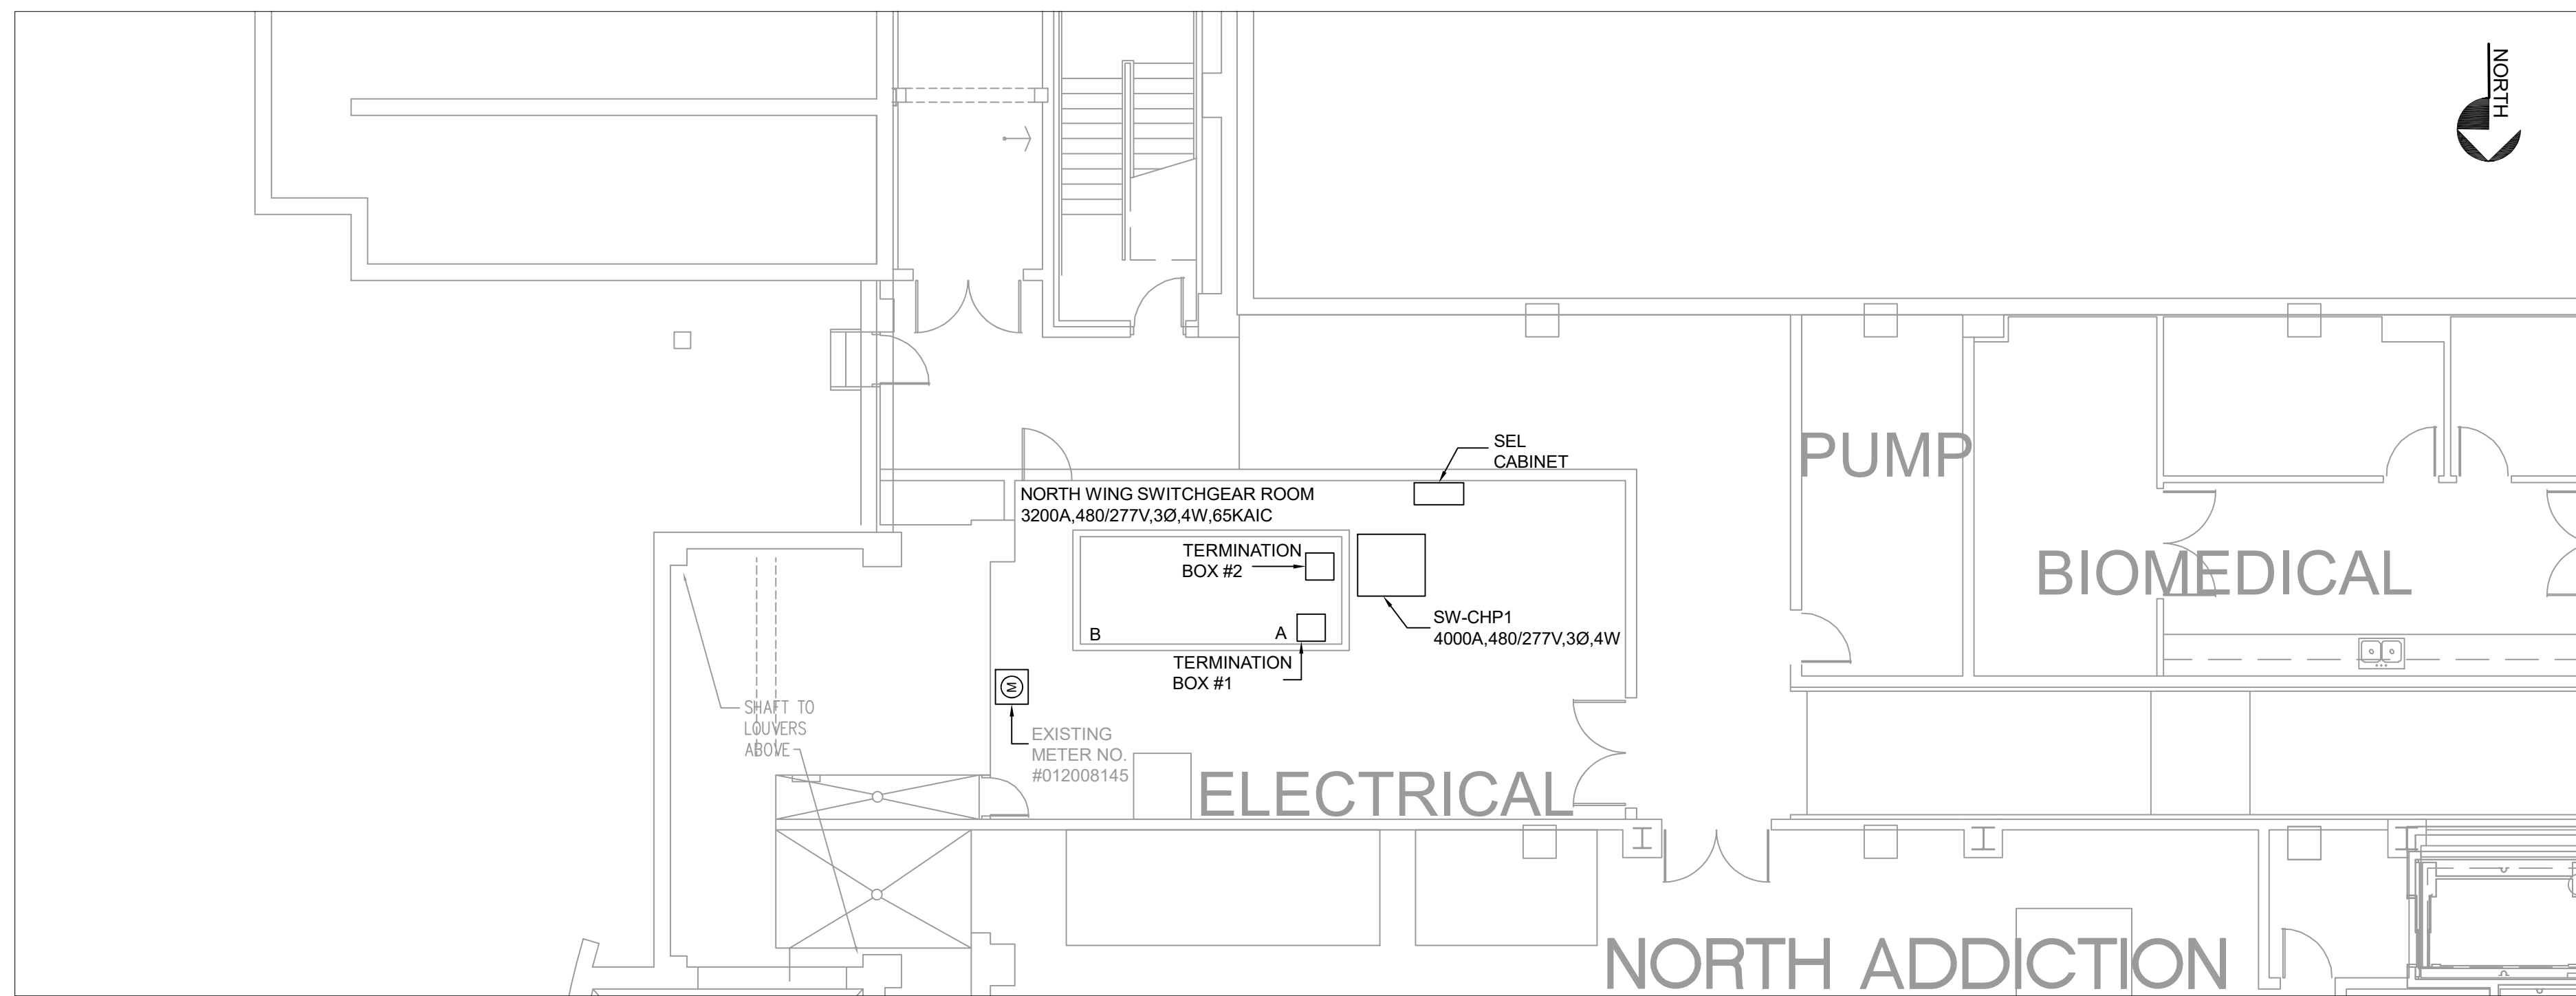 NORTH
SEL
CABINET
PUMP
NORTH WING SWITCHGEAR ROOM
3200A,480/277V,3Ø,4W,65KAIC
TERMINATION
BOX #2
BIOMEDICAL
SW-CHP1
4000A,480/277V,3Ø,4W
B
A
TERMINATION
BOX #1
M
SHAFT TO
LOUVERS
ABOVE
EXISTING
METER NO.
#012008145
ELECTRICAL
NORTH ADDICTION